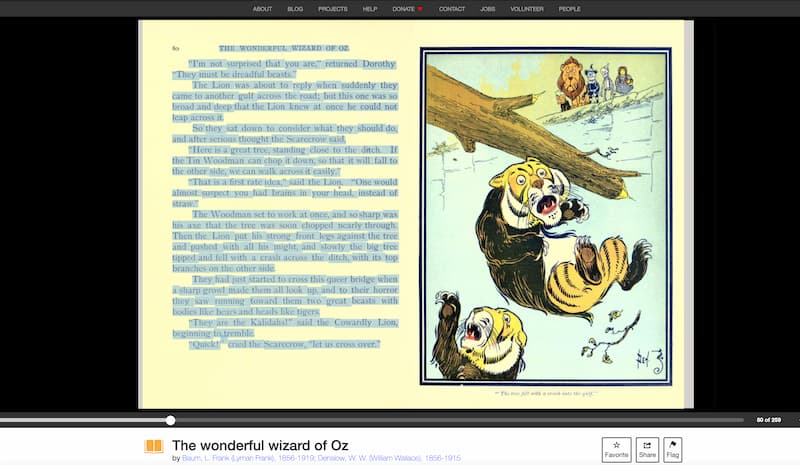 ABOUT BLOG PROJECTS HELP DONATE CONTACT JOBS VOLUNTEER PEOPLE
80 THE WONDERFUL WIZARD OF OZ.
"I'm not surprised that you are," returned Dorothy
"They must be dreadful beasts."
The Lion was about to reply when suddenly they
came to another gulf across the road; but this one was so
broad and deep that the Lion knew at once he could not
leap across it.
So they sat down to consider what they should do,
and after serious thought the Scarecrow said,
"Here is a great tree, standing close to the ditch. If
the Tin Woodman can chop it down, so that it will fall to
the other side, we can walk across it easily."
"That is a first rate idea," said the Lion. "One would
almost suspect you had brains in your head, instead of
straw."
The Woodman set to work at once, and so sharp was
his axe that the tree was soon chopped nearly through.
Then the Lion put his strong front legs against the tree
and pushed with all his might, and slowly the big tree
tipped and fell with a crash across the ditch, with its top
branches on the other side.
They had just started to cross this queer bridge when
a sharp growl made them all look up, and to their horror
they saw running toward them two great beasts with
bodies like bears and heads like tigers.
"They are the Kalidahs!" said the Cowardly Lion,
beginning to tremble.
"Quick!" cried the Scarecrow, "let us cross over."
"The tree fell with a crash into the gulf."
80 of 259
The wonderful wizard of Oz
by Baum, L. Frank (Lyman Frank), 1856-1919; Denslow, W. W. (William Wallace), 1856-1915
Favorite Share Flag